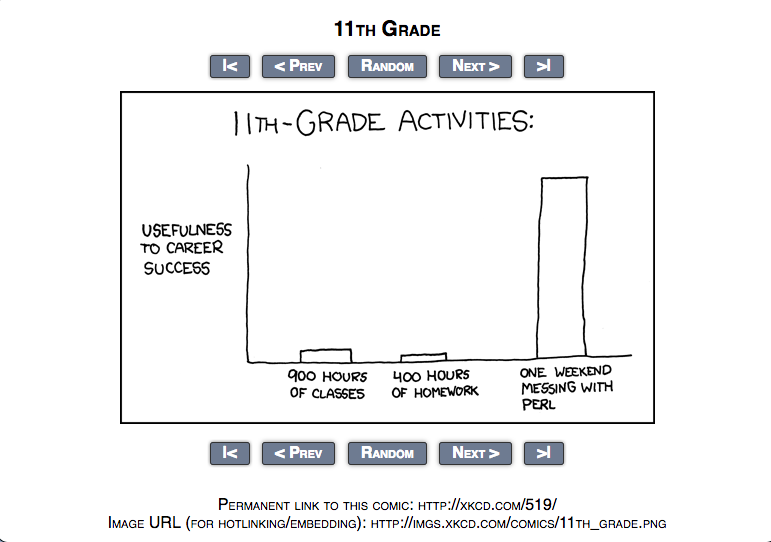 11th Grade
|< < Prev Random Next > >|
11TH-GRADE ACTIVITIES:
USEFULNESS
TO CAREER
SUCCESS
900 HOURS
OF CLASSES
400 HOURS
OF HOMEWORK
ONE WEEKEND
MESSING WITH
PERL
|< < Prev Random Next > >|
Permanent link to this comic: http://xkcd.com/519/
Image URL (for hotlinking/embedding): http://imgs.xkcd.com/comics/11th_grade.png